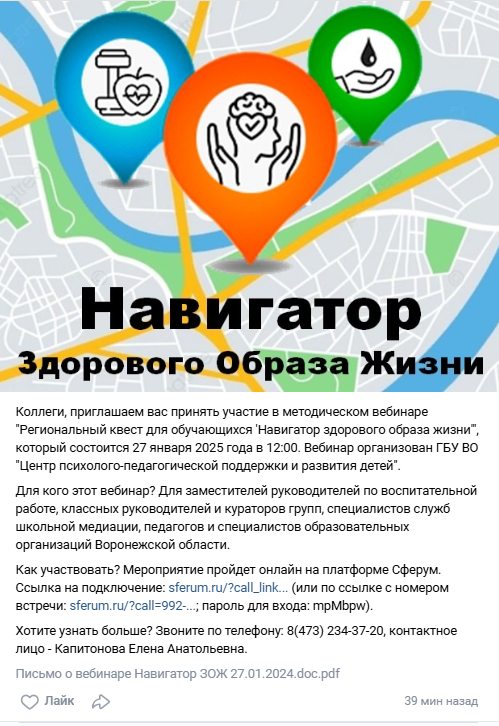 Навигатор
Здорового Образа Жизни
Коллеги, приглашаем вас принять участие в методическом вебинаре
"Региональный квест для обучающихся 'Навигатор здорового образа жизни'",
который состоится 27 января 2025 года в 12:00. Вебинар организован ГБУ ВО
"Центр психолого-педагогической поддержки и развития детей".
Для кого этот вебинар? Для заместителей руководителей по воспитательной
работе, классных руководителей и кураторов групп, специалистов служб
школьной медиации, педагогов и специалистов образовательных
организаций Воронежской области.
Как участвовать? Мероприятие пройдет онлайн на платформе Сферум.
Ссылка на подключение: sferum.ru/?call_link... (или по ссылке с номером
встречи: sferum.ru/?call=992-...; пароль для входа: mpMbpw).
Хотите узнать больше? Звоните по телефону: 8(473) 234-37-20, контактное
лицо - Капитонова Елена Анатольевна.
Письмо о вебинаре Навигатор ЗОЖ 27.01.2024.doc.pdf
Лайк
39 мин назад